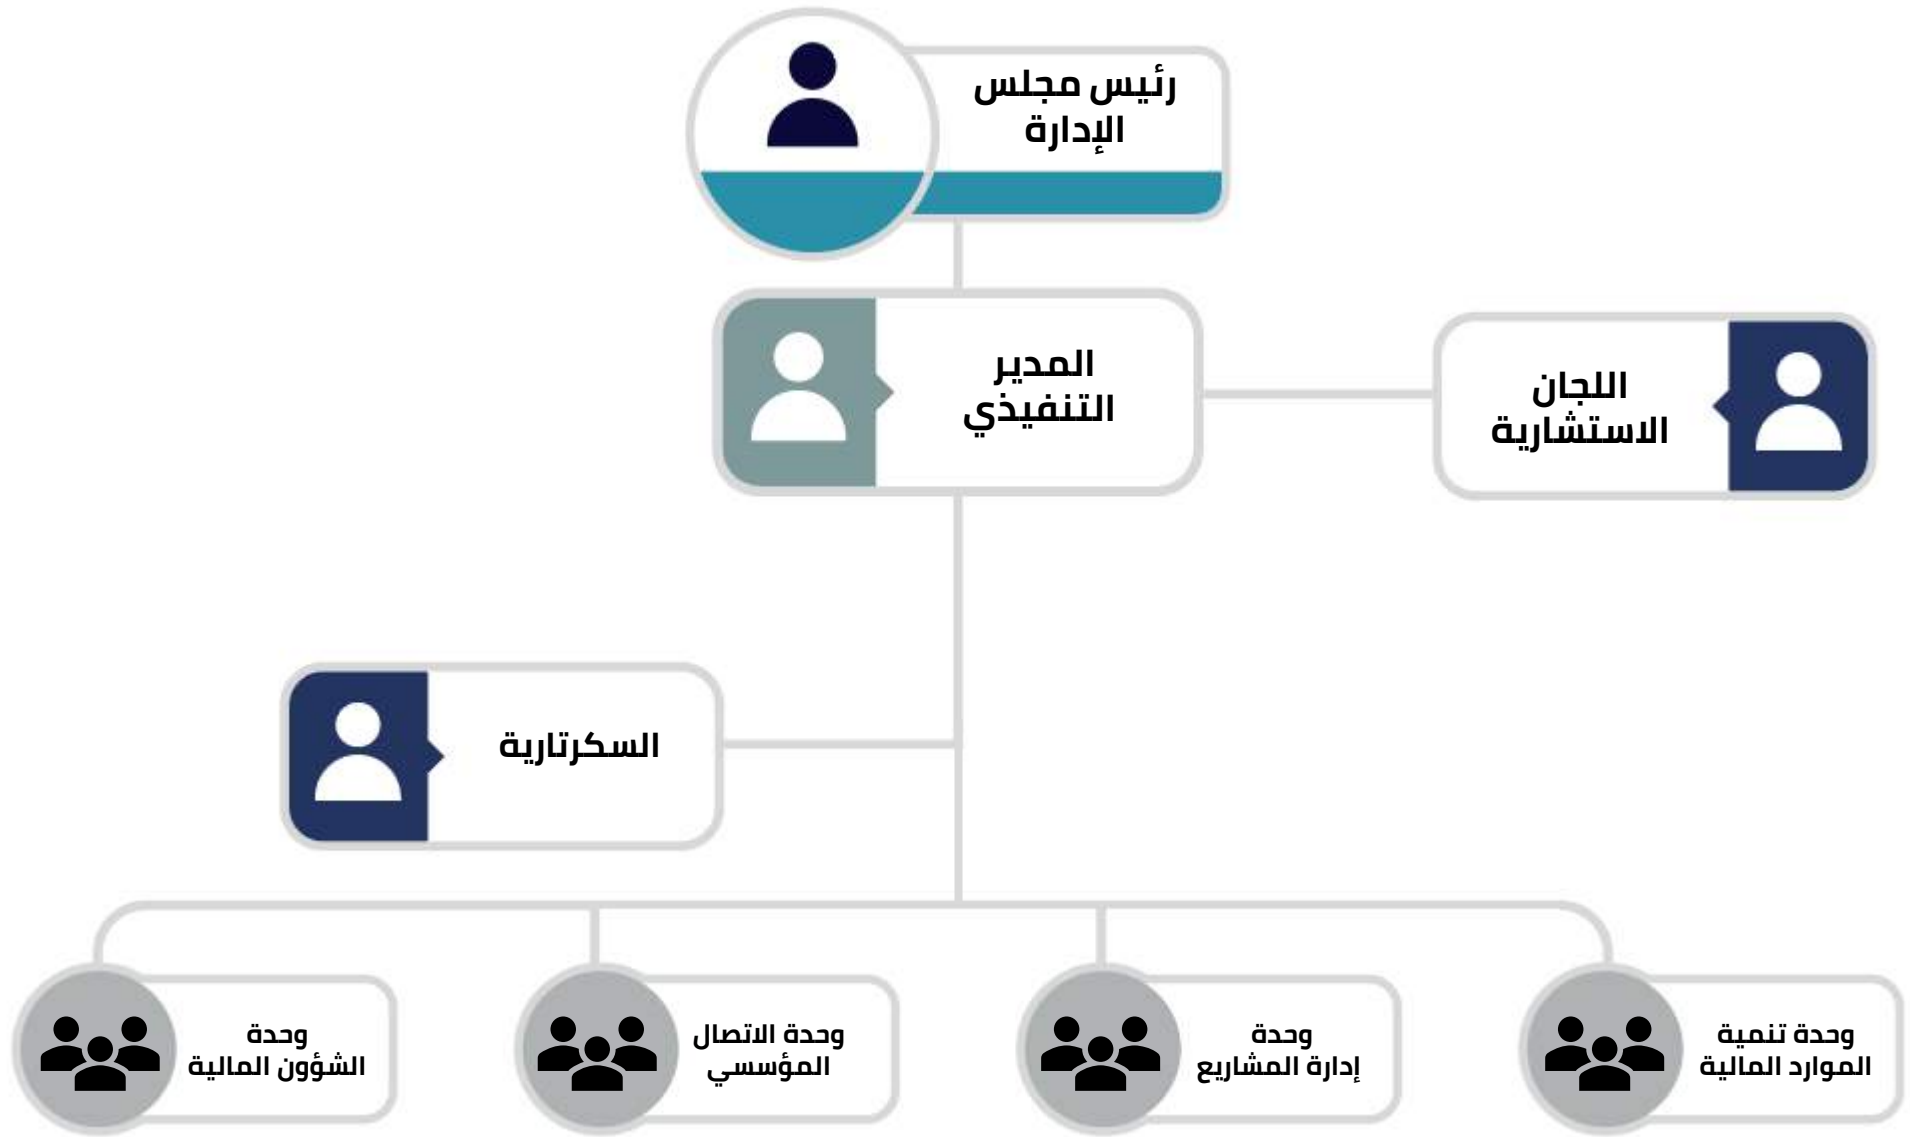 رئيس مجلس
الإدارة
المدير
التنفيذي
اللجان
الاستشارية
السكرتارية
وحدة تنمية
الموارد المالية
وحدة
إدارة المشاريع
وحدة الاتصال
المؤسسي
وحدة
الشؤون المالية